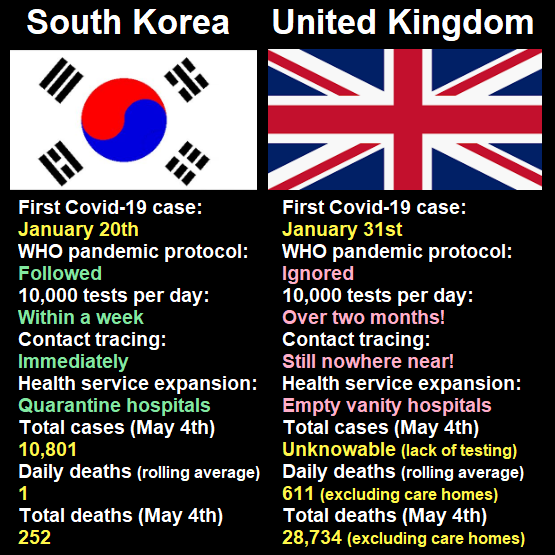 South Korea
First Covid-19 case:
January 20th
WHO pandemic protocol:
Followed
10,000 tests per day:
Within a week
Contact tracing:
Immediately
Health service expansion:
Quarantine hospitals
Total cases (May 4th)
10,801
Daily deaths (rolling average)
1
Total deaths (May 4th)
252
United Kingdom
First Covid-19 case:
January 31st
WHO pandemic protocol:
Ignored
10,000 tests per day:
Over two months!
Contact tracing:
Still nowhere near!
Health service expansion:
Empty vanity hospitals
Total cases (May 4th)
Unknowable (lack of testing)
Daily deaths (rolling average)
611 (excluding care homes)
Total deaths (May 4th)
28,734 (excluding care homes)